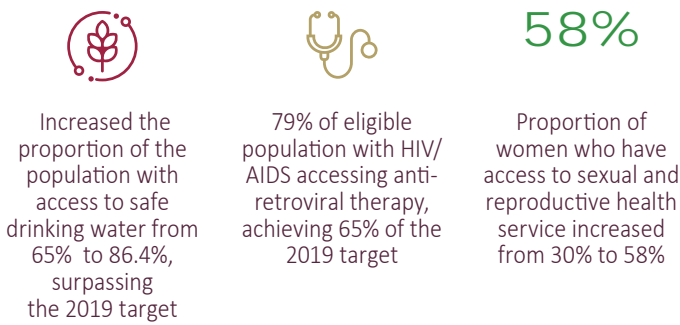 Increased the
proportion of the
population with
access to safe
drinking water from
65% to 86.4%,
surpassing
the 2019 target
79% of eligible
population with HIV/
AIDS accessing anti-
retroviral therapy,
achieving 65% of the
2019 target
58%
Proportion of
women who have
access to sexual and
reproductive health
service increased
from 30% to 58%